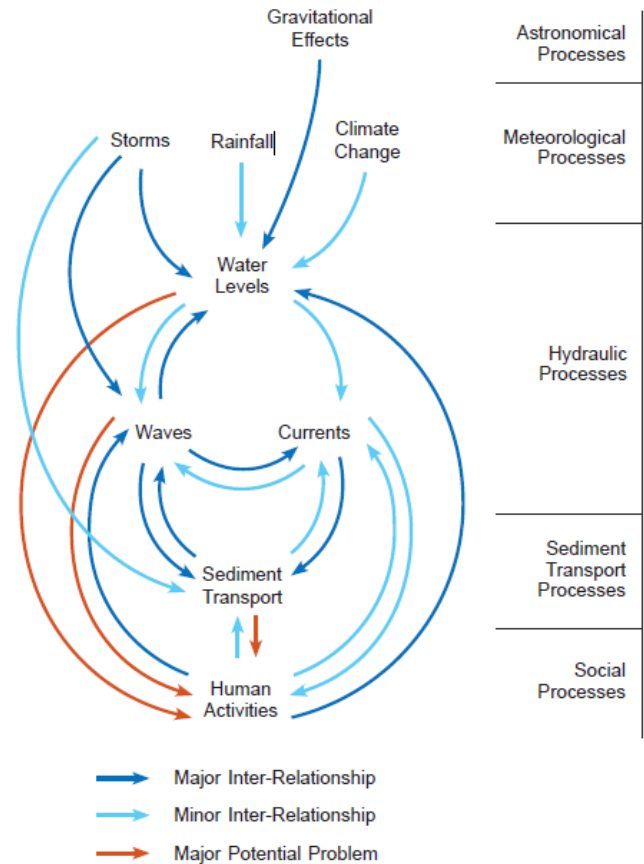 Gravitational
Effects
Astronomical
Processes
Storms
Rainfall
Climate
Change
Meteorological
Processes
Water
Levels
Hydraulic
Processes
Waves
Currents
Sediment
Transport
Sediment
Transport
Processes
Human
Activities
Social
Processes
Major Inter-Relationship
Minor Inter-Relationship
Major Potential Problem